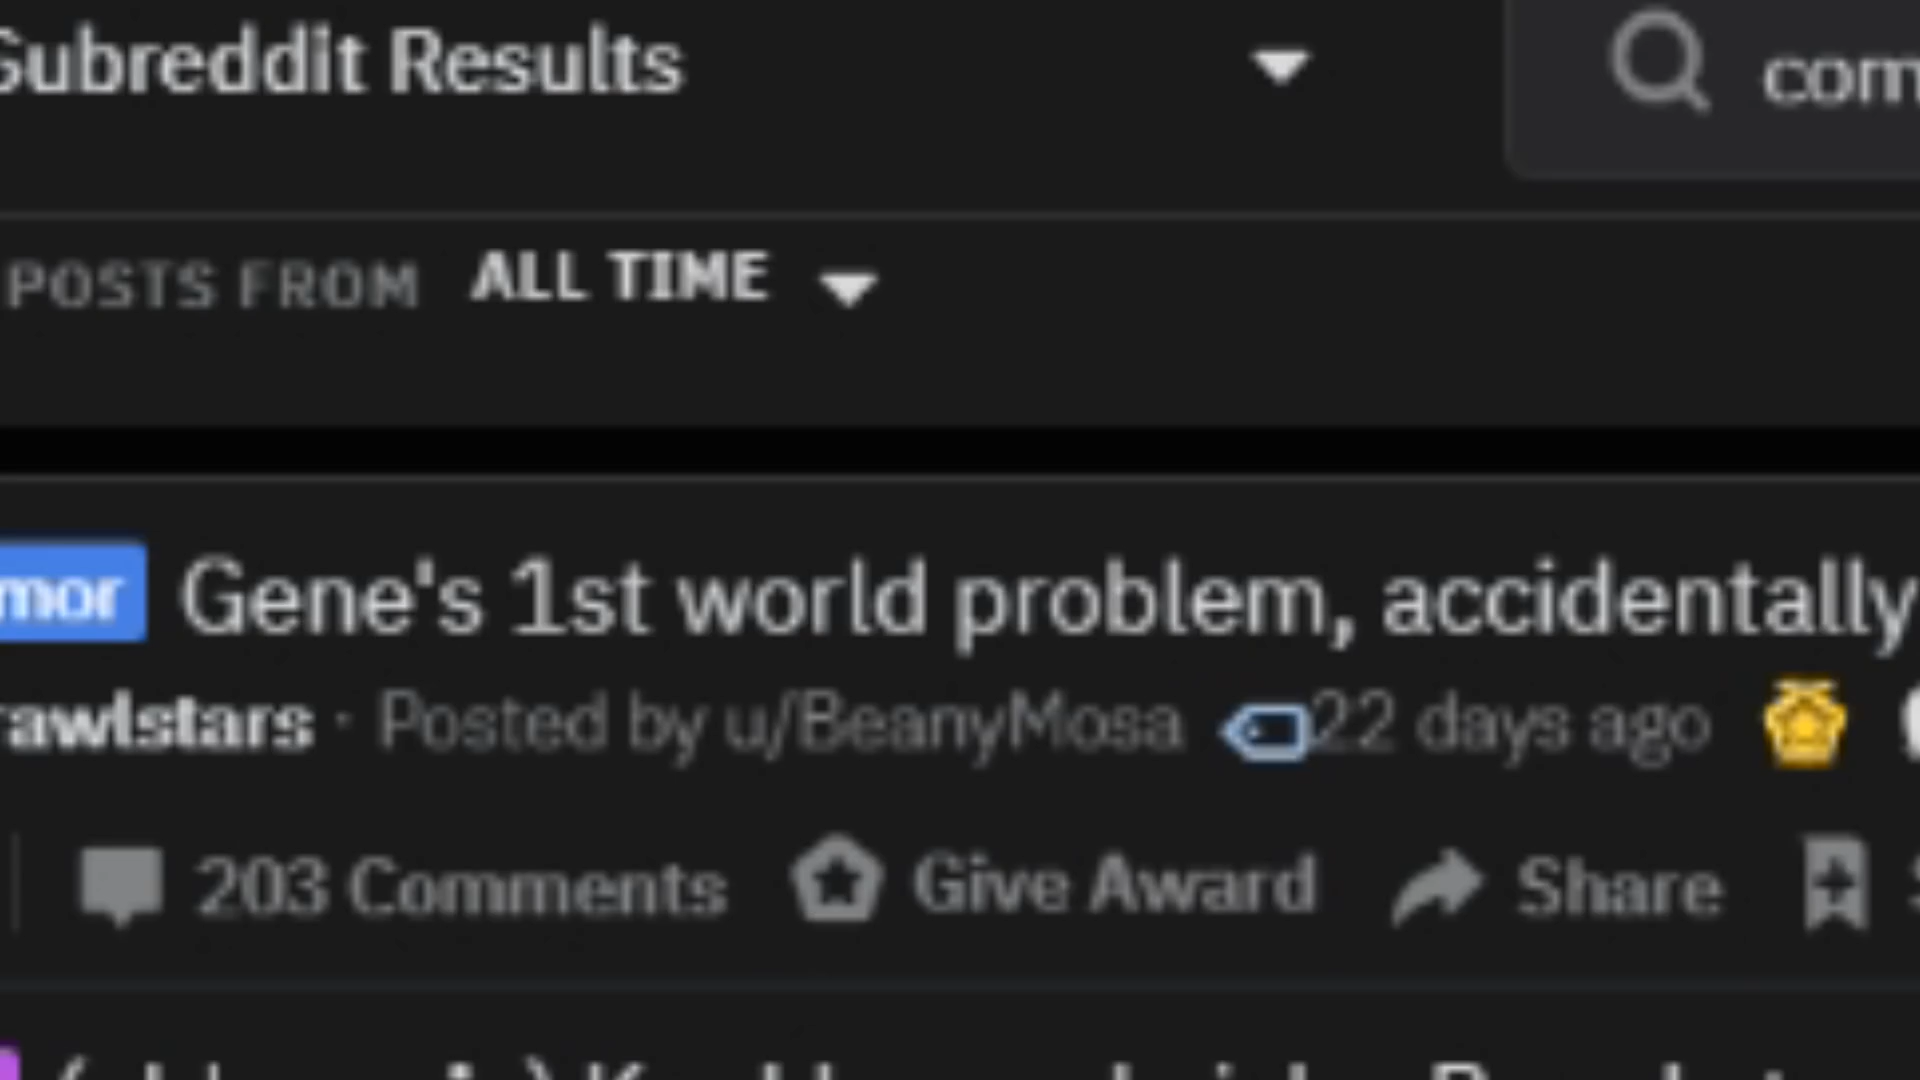 Subreddit Results com
POSTS FROM ALL TIME
mor Gene's 1st world problem, accidentally
rawlstars · Posted by u/BeanyMosa 22 days ago
203 Comments Give Award Share